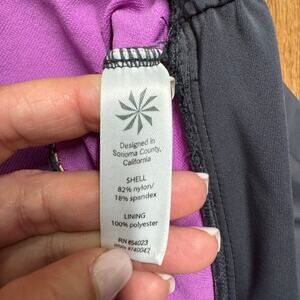 Designed in
Sonoma County,
California
SHELL
82% nylon/
18% spandex
LINING
100% polyester
RN #54023